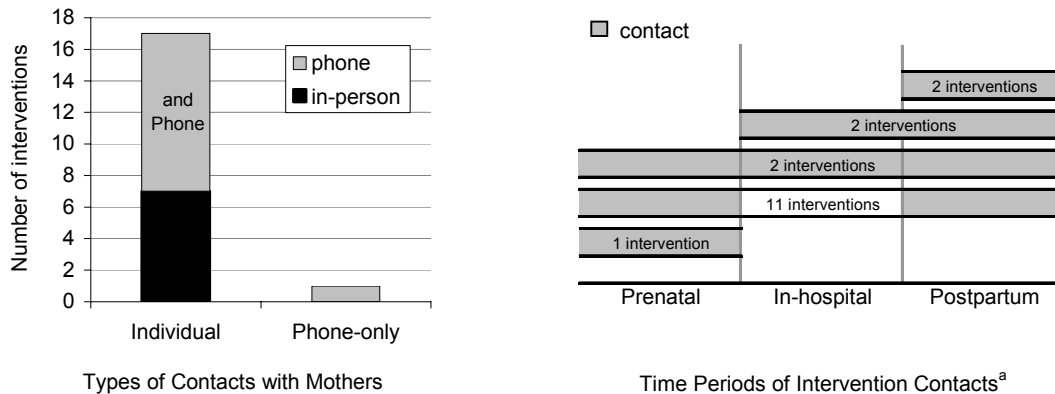 Number of interventions
18
16
14
12
10
8
6
4
2
0
phone
in-person
and
Phone
Individual
Phone-only
Types of Contacts with Mothers
contact
2 interventions
2 interventions
2 interventions
11 interventions
1 intervention
Prenatal
In-hospital
Postpartum
Time Periods of Intervention Contactsᵃ